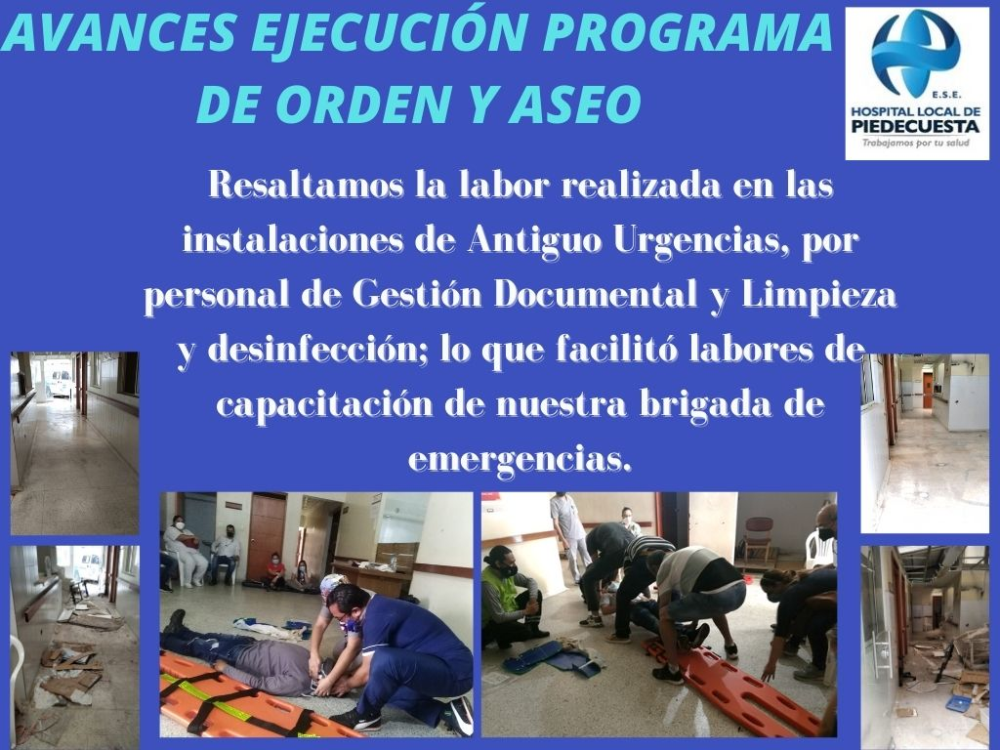 AVANCES EJECUCIÓN PROGRAMA
DE ORDEN Y ASEO
E.S.E.
HOSPITAL LOCAL DE
PIEDECUESTA
Trabajamos por tu salud
Resaltamos la labor realizada en las
instalaciones de Antiguo Urgencias, por
personal de Gestión Documental y Limpieza
y desinfección; lo que facilitó labores de
capacitación de nuestra brigada de
emergencias.